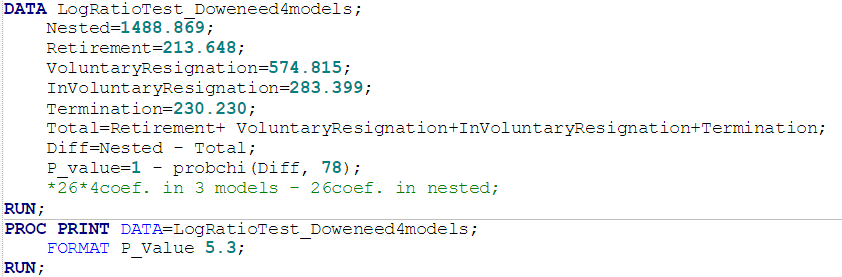 DATA LogRatioTest_Doweneed4models;
Nested=1488.869;
Retirement=213.648;
VoluntaryResignation=574.815;
InVoluntaryResignation=283.399;
Termination=230.230;
Total=Retirement+ VoluntaryResignation+InVoluntaryResignation+Termination;
Diff=Nested - Total;
P_value=1 - probchi(Diff, 78);
*26*4coef. in 3 models - 26coef. in nested;
RUN;
PROC PRINT DATA=LogRatioTest_Doweneed4models;
FORMAT P_Value 5.3;
RUN;